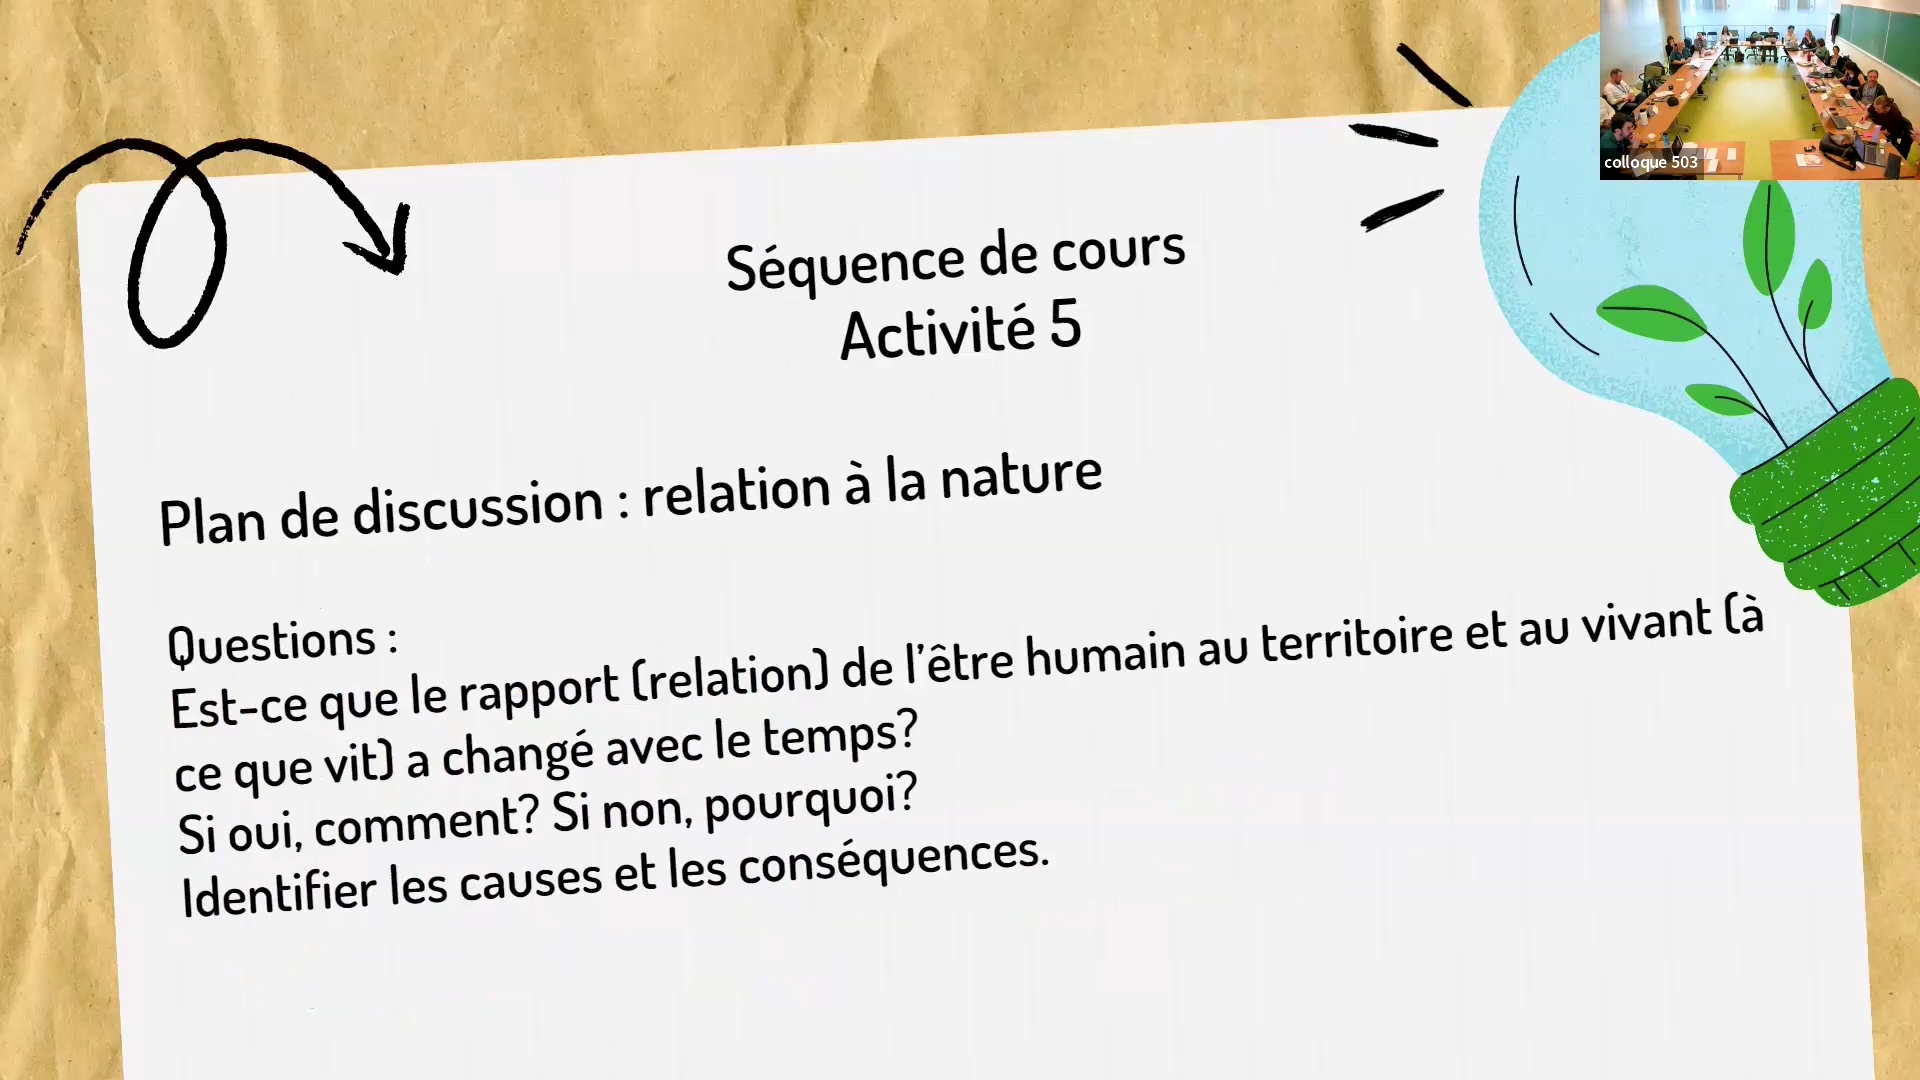 colloque 503
Séquence de cours
Activité 5
Plan de discussion : relation à la nature
Questions :
Est-ce que le rapport (relation) de l'être humain au territoire et au vivant (à
ce que vit) a changé avec le temps?
Si oui, comment? Si non, pourquoi?
Identifier les causes et les conséquences.